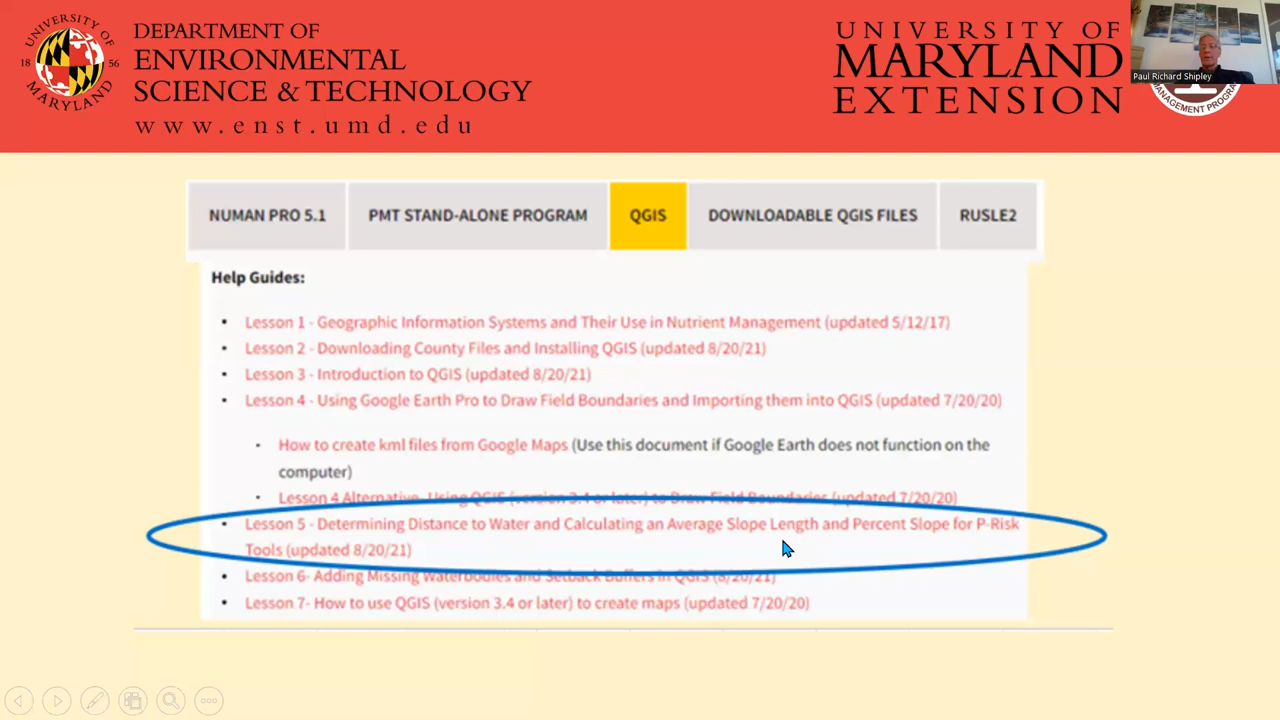 UNIVERSITY OF
18 56
MARYLAND
DEPARTMENT OF
ENVIRONMENTAL
SCIENCE & TECHNOLOGY
www.enst.umd.edu
UNIVERSITY OF
MARYLAND
EXTENSION
Paul Richard Shipley
MANAGEMENT PROGRAM
NUMAN PRO 5.1
PMT STAND-ALONE PROGRAM
QGIS
DOWNLOADABLE QGIS FILES
RUSLE2
Help Guides:
• Lesson 1 - Geographic Information Systems and Their Use in Nutrient Management (updated 5/12/17)
• Lesson 2 - Downloading County Files and Installing QGIS (updated 8/20/21)
• Lesson 3 - Introduction to QGIS (updated 8/20/21)
• Lesson 4 - Using Google Earth Pro to Draw Field Boundaries and Importing them into QGIS (updated 7/20/20)
• How to create kml files from Google Maps (Use this document if Google Earth does not function on the
computer)
• Lesson 4 Alternative- Using QGIS (version 3.4 or later) to Draw Field Boundaries (updated 7/20/20)
• Lesson 5 - Determining Distance to Water and Calculating an Average Slope Length and Percent Slope for P-Risk
Tools (updated 8/20/21)
• Lesson 6- Adding Missing Waterbodies and Setback Buffers in QGIS (8/20/21)
• Lesson 7- How to use QGIS (version 3.4 or later) to create maps (updated 7/20/20)